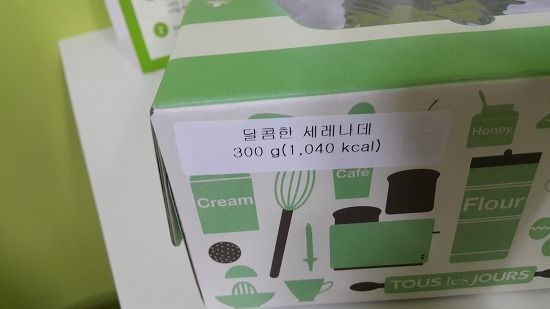 달콤한 세레나데
300 g(1,040 kcal)
Honey
Café
Cream
Flour
TOUS les JOURS